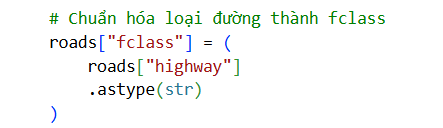 # Chuẩn hóa loại đường thành fclass
roads["fclass"] = (
    roads["highway"]
    .astype(str)
)